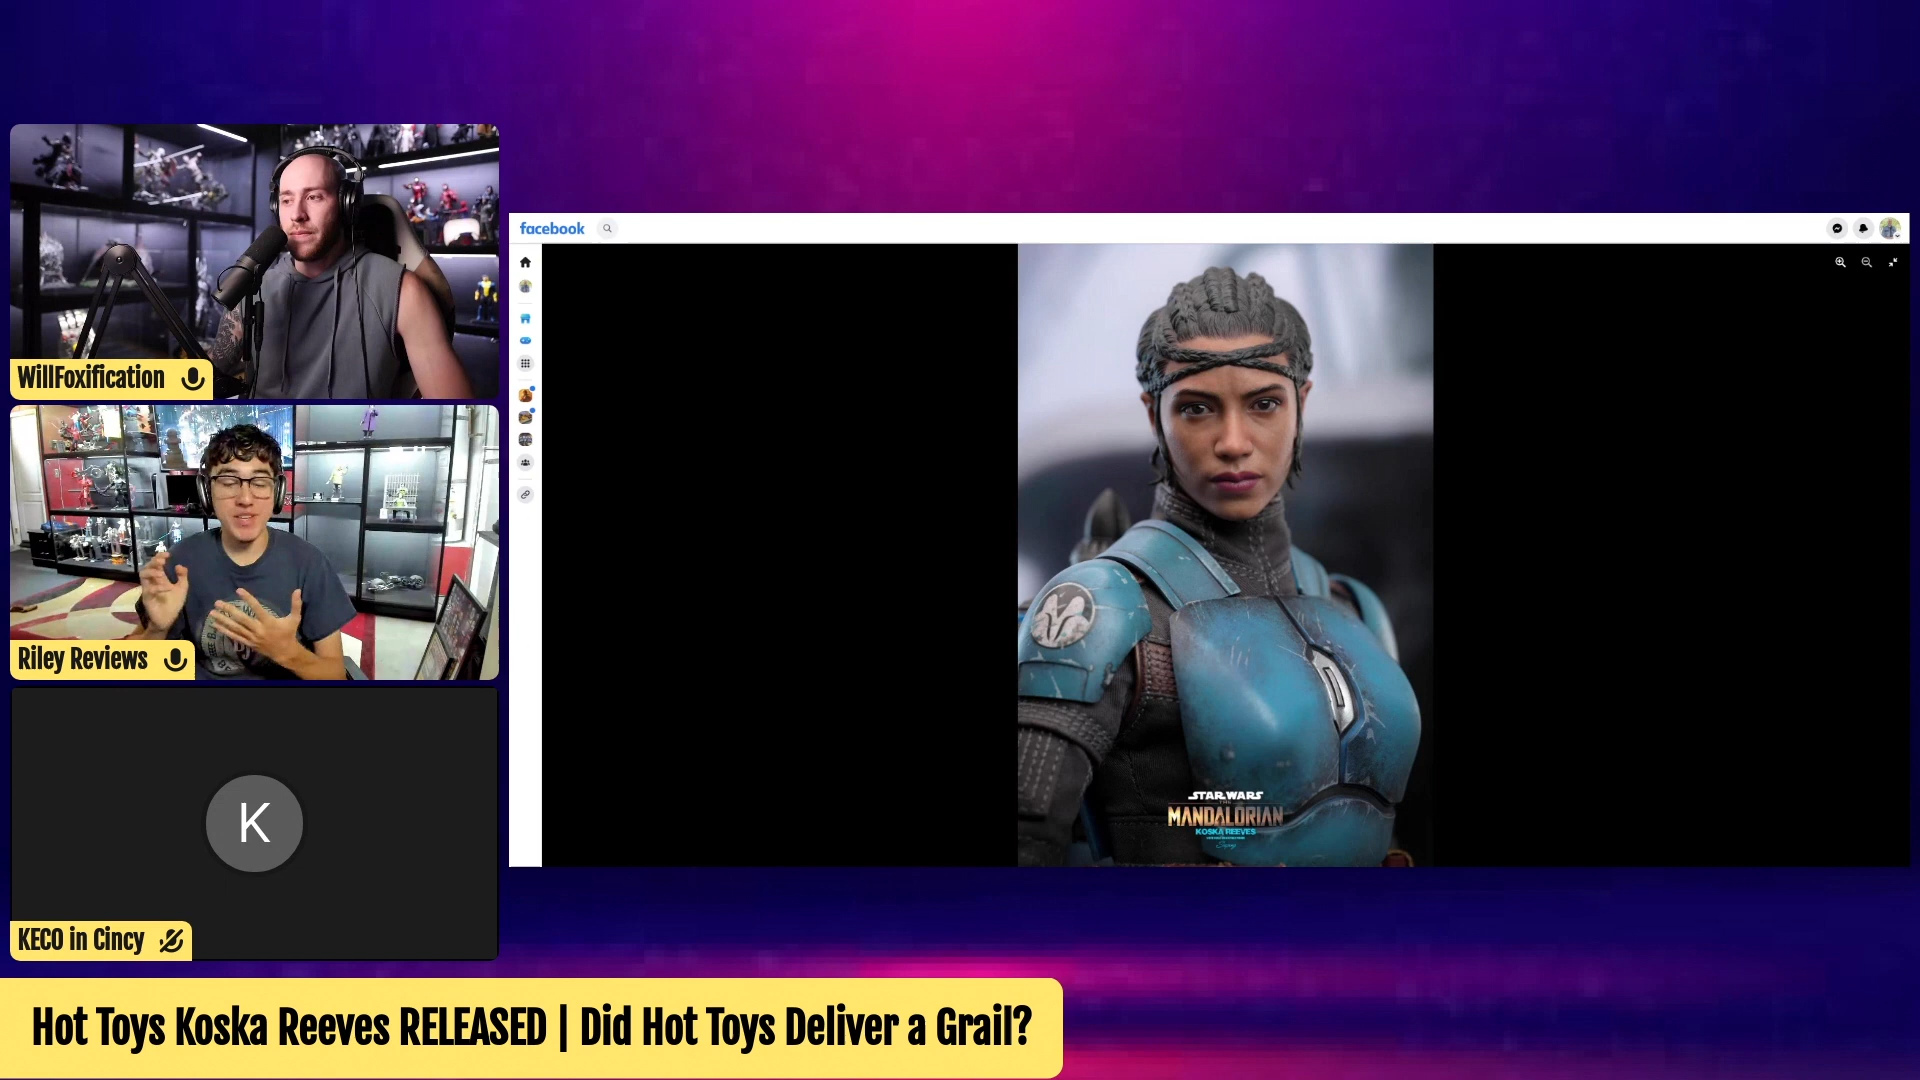 facebook
WillFoxification
Riley Reviews
K
KECO in Cincy
STAR WARS
THE
MANDALORIAN
KOSKA REEVES
Hot Toys Koska Reeves RELEASED | Did Hot Toys Deliver a Grail?